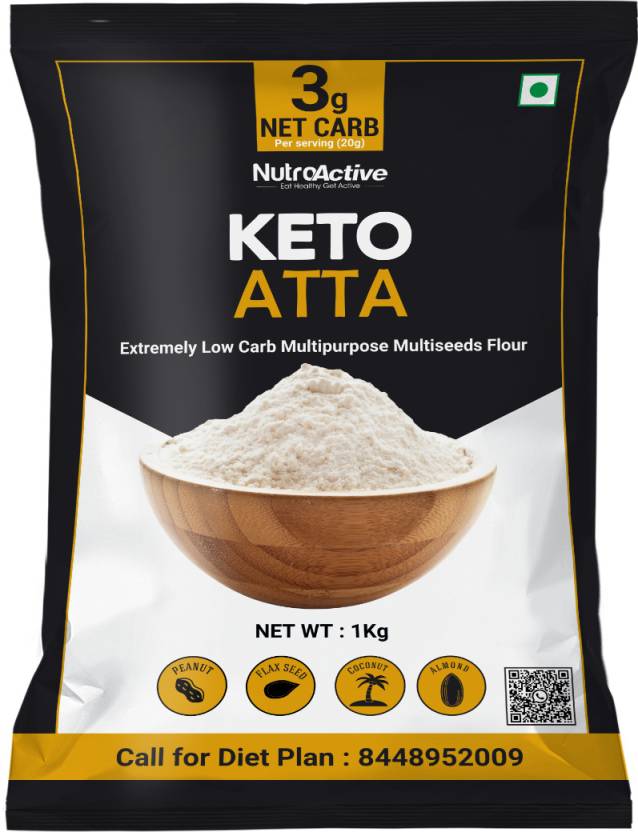 3g
NET CARB
Per serving (20g)
NutroActive
Eat Healthy Get Active
KETO
ATTA
Extremely Low Carb Multipurpose Multiseeds Flour
NET WT : 1Kg
PEANUT
FLAX SEED
COCONUT
ALMOND
Call for Diet Plan : 8448952009